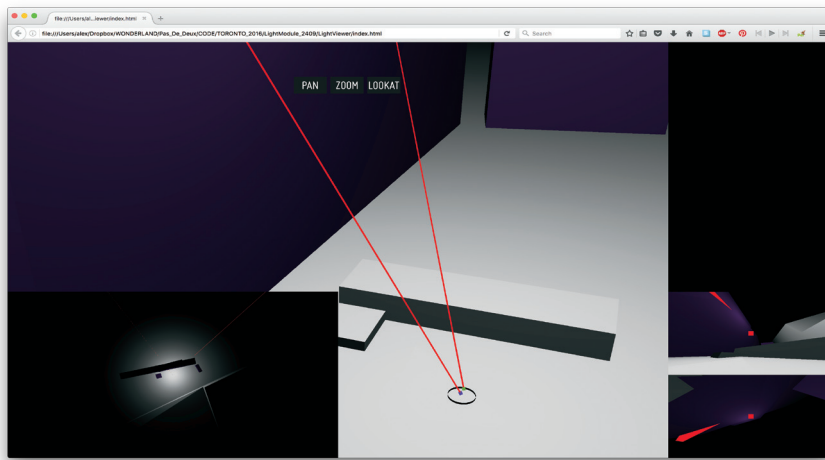 file:///Users/al...iewer/index.html
file:///Users/alex/Dropbox/WONDERLAND/Pas_De_Deux/CODE/TORONTO_2016/LightModule_2409/LightViewer/index.html
Search
ABP
PAN ZOOM LOOKAT